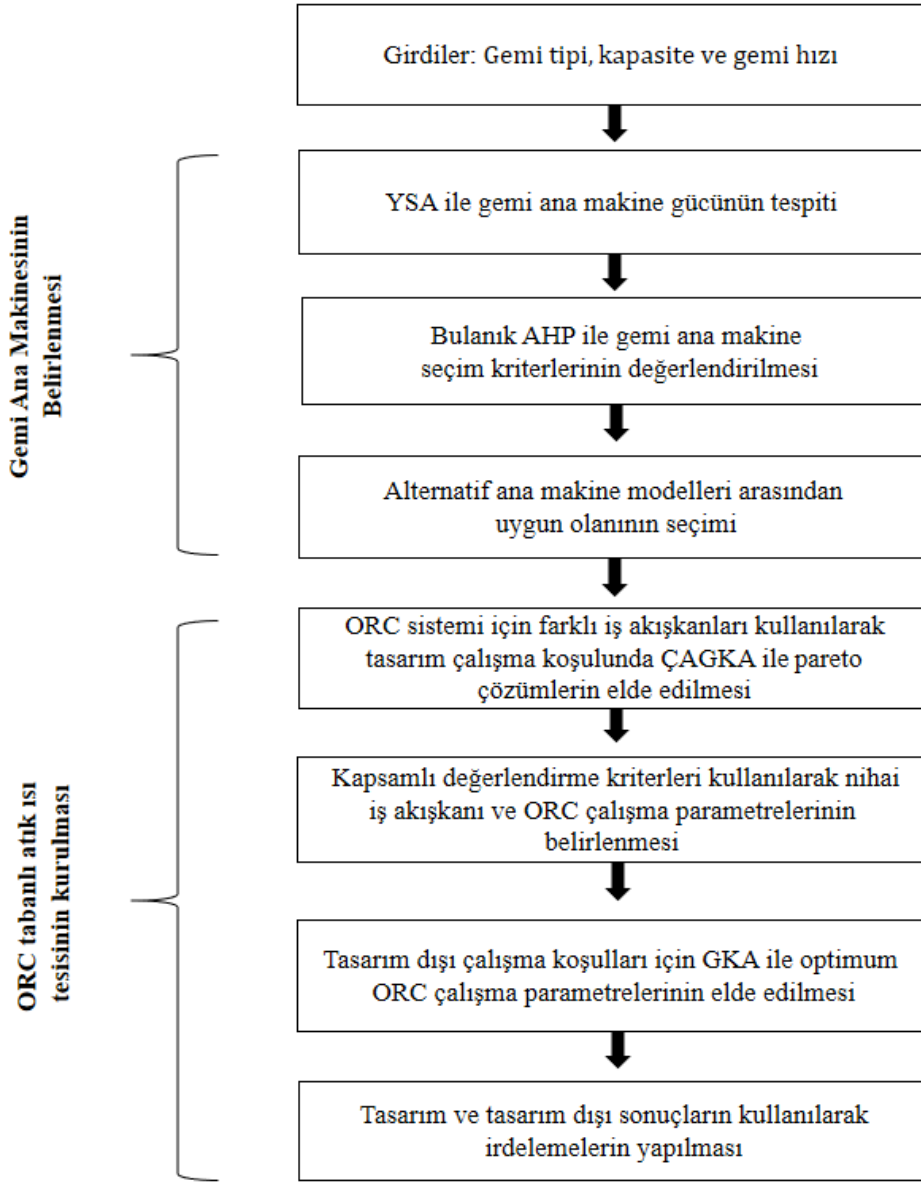 Girdiler: Gemi tipi, kapasite ve gemi hızı
Gemi Ana Makinesinin
Belirlenmesi
YSA ile gemi ana makine gücünün tespiti
Bulanık AHP ile gemi ana makine
seçim kriterlerinin değerlendirilmesi
Alternatif ana makine modelleri arasından
uygun olanının seçimi
ORC tabanlı atık ısı
tesisinin kurulması
ORC sistemi için farklı iş akışkanları kullanılarak
tasarım çalışma koşulunda ÇAGKA ile pareto
çözümlerin elde edilmesi
Kapsamlı değerlendirme kriterleri kullanılarak nihai
iş akışkanı ve ORC çalışma parametrelerinin
belirlenmesi
Tasarım dışı çalışma koşulları için GKA ile optimum
ORC çalışma parametrelerinin elde edilmesi
Tasarım ve tasarım dışı sonuçların kullanılarak
irdelemelerin yapılması